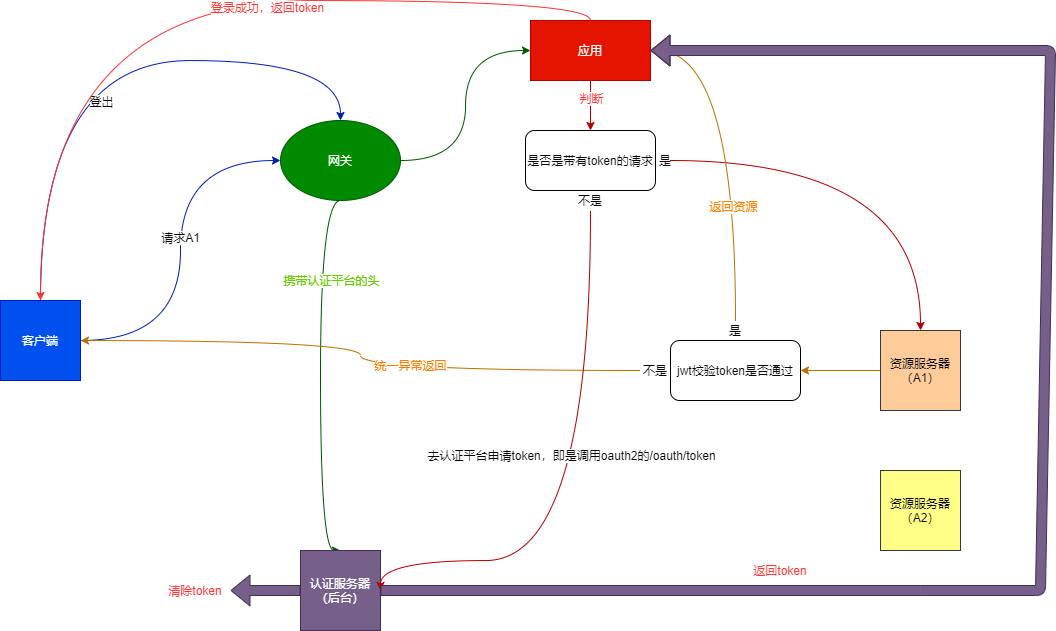 登录成功，返回token
应用
登出
判断
网关
是否是带有token的请求
是
不是
返回资源
请求A1
携带认证平台的头
客户端
是
统一异常返回
不是
jwt校验token是否通过
资源服务器
（A1）
去认证平台申请token，即是调用oauth2的/oauth/token
资源服务器
（A2）
返回token
清除token
认证服务器
（后台）